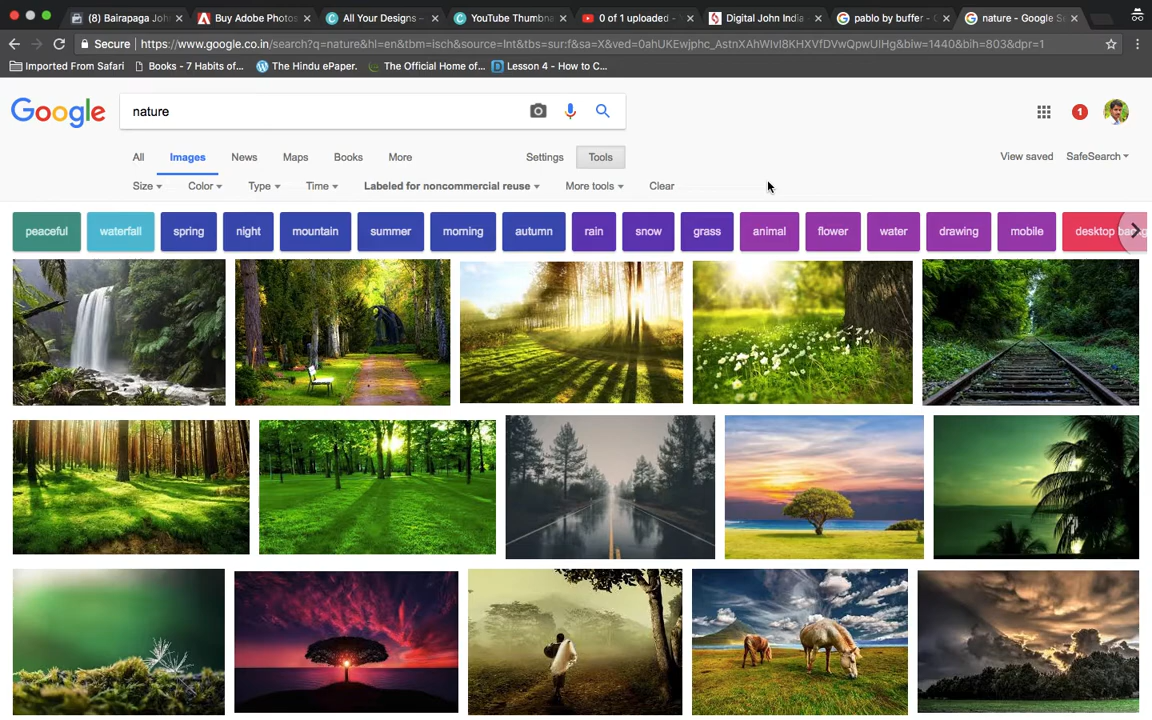 (8) Bairapaga Joh
Buy Adobe Photos
All Your Designs –
YouTube Thumbna
0 of 1 uploaded -
Digital John India
pablo by buffer -
nature - Google Se
Secure
https://www.google.co.in/search?q=nature&hl=en&tbm=isch&source=lnt&tbs=sur:f&sa=X&ved=0ahUKEwjphc_AstnXAhWIvI8KHXVfDVwQpwUIHg&biw=1440&bih=803&dpr=1
Imported From Safari
Books - 7 Habits of...
The Hindu ePaper.
The Official Home of...
Lesson 4 - How to C...
Google
nature
1
All
Images
News
Maps
Books
More
Settings
Tools
View saved
SafeSearch
Size
Color
Type
Time
Labeled for noncommercial reuse
More tools
Clear
peaceful
waterfall
spring
night
mountain
summer
morning
autumn
rain
snow
grass
animal
flower
water
drawing
mobile
desktop